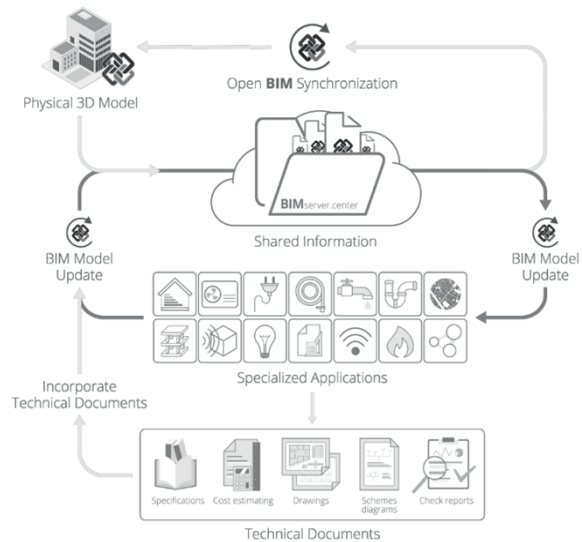 Open BIM Synchronization
Physical 3D Model
BIMserver.center
Shared Information
BIM Model
Update
BIM Model
Update
Specialized Applications
Incorporate
Technical Documents
Specifications
Cost estimating
Drawings
Schemes
diagrams
Check reports
Technical Documents